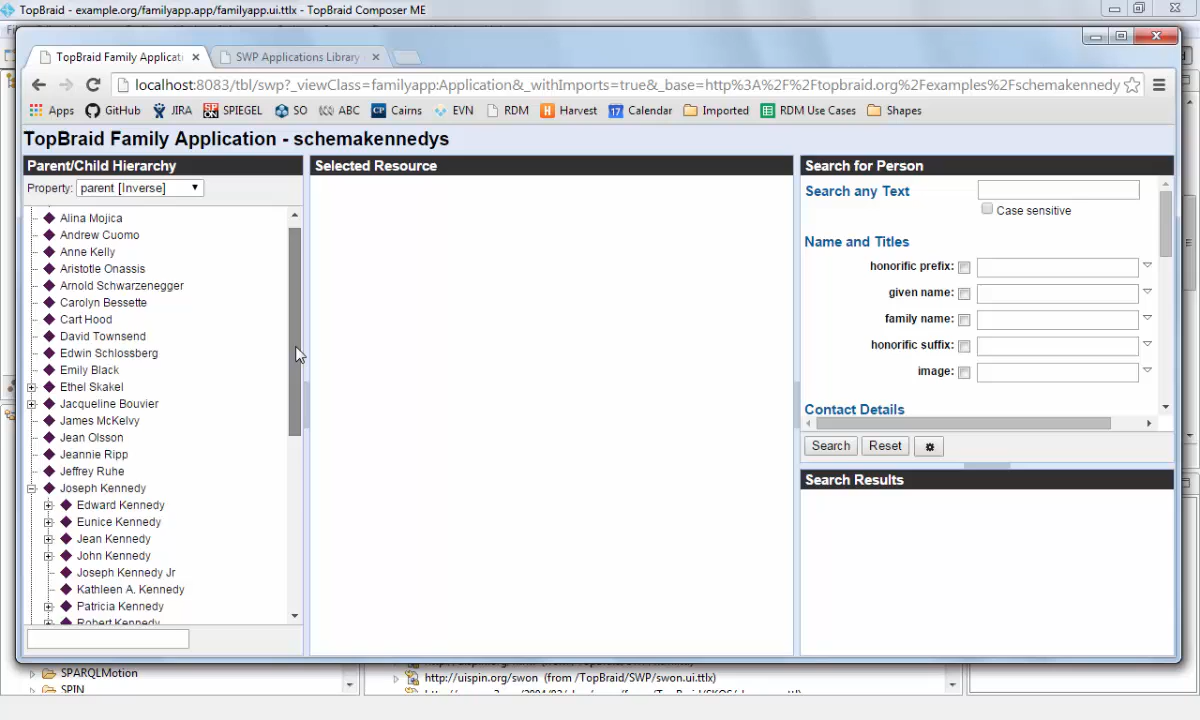 TopBraid - example.org/familyapp.app/familyapp.ui.ttlx - TopBraid Composer ME
TopBraid Family Applicati
SWP Applications Library
localhost:8083/tbl/swp?_viewClass=familyapp:Application&_withImports=true&_base=http%3A%2F%2Ftopbraid.org%2Fexamples%2Fschemakennedy
Apps GitHub JIRA SPIEGEL SO ABC Cairns EVN RDM Harvest Calendar Imported RDM Use Cases Shapes
TopBraid Family Application - schemakennedys
Parent/Child Hierarchy
Property: parent [Inverse]
Alina Mojica
Andrew Cuomo
Anne Kelly
Aristotle Onassis
Arnold Schwarzenegger
Carolyn Bessette
Cart Hood
David Townsend
Edwin Schlossberg
Emily Black
Ethel Skakel
Jacqueline Bouvier
James McKelvy
Jean Olsson
Jeannie Ripp
Jeffrey Ruhe
Joseph Kennedy
Edward Kennedy
Eunice Kennedy
Jean Kennedy
John Kennedy
Joseph Kennedy Jr
Kathleen A. Kennedy
Patricia Kennedy
Robert Kennedy
Selected Resource
Search for Person
Search any Text
Case sensitive
Name and Titles
honorific prefix:
given name:
family name:
honorific suffix:
image:
Contact Details
Search Reset
Search Results
SPARQLMotion
SPIN
http://uispin.org/swon (from /TopBraid/SWP/swon.ui.ttlx)